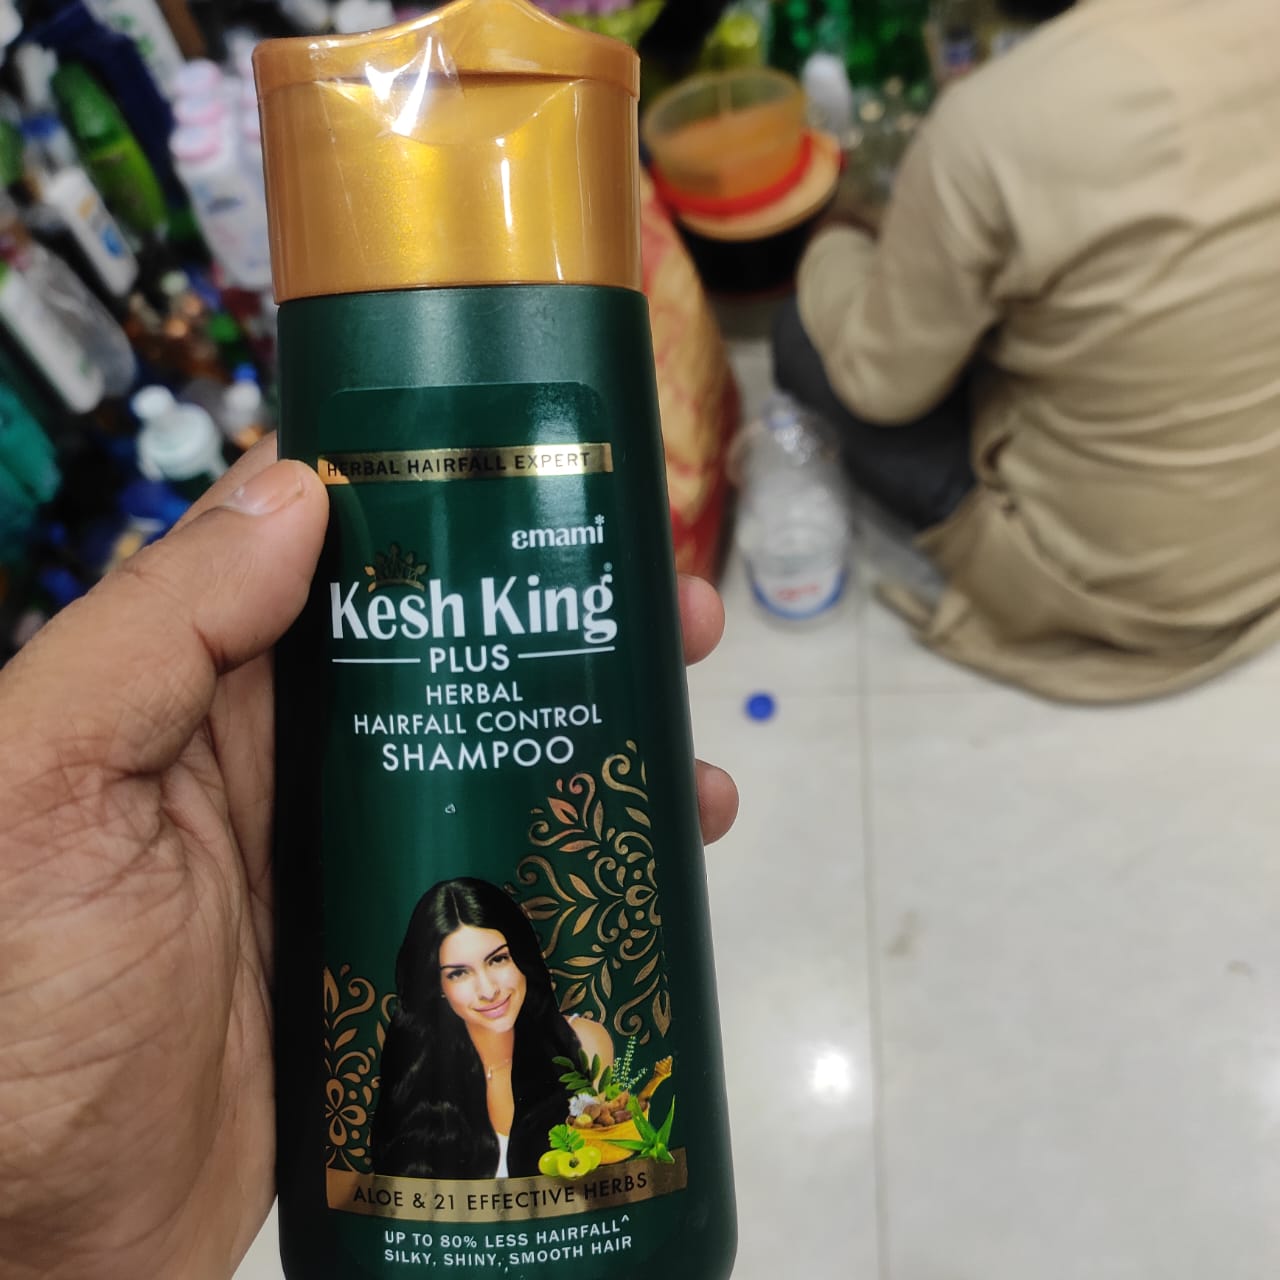 HERBAL HAIRFALL EXPERT
emami*
Kesh King®
PLUS
HERBAL
HAIRFALL CONTROL
SHAMPOO
ALOE & 21 EFFECTIVE HERBS
UP TO 80% LESS HAIRFALL^
SILKY, SHINY, SMOOTH HAIR